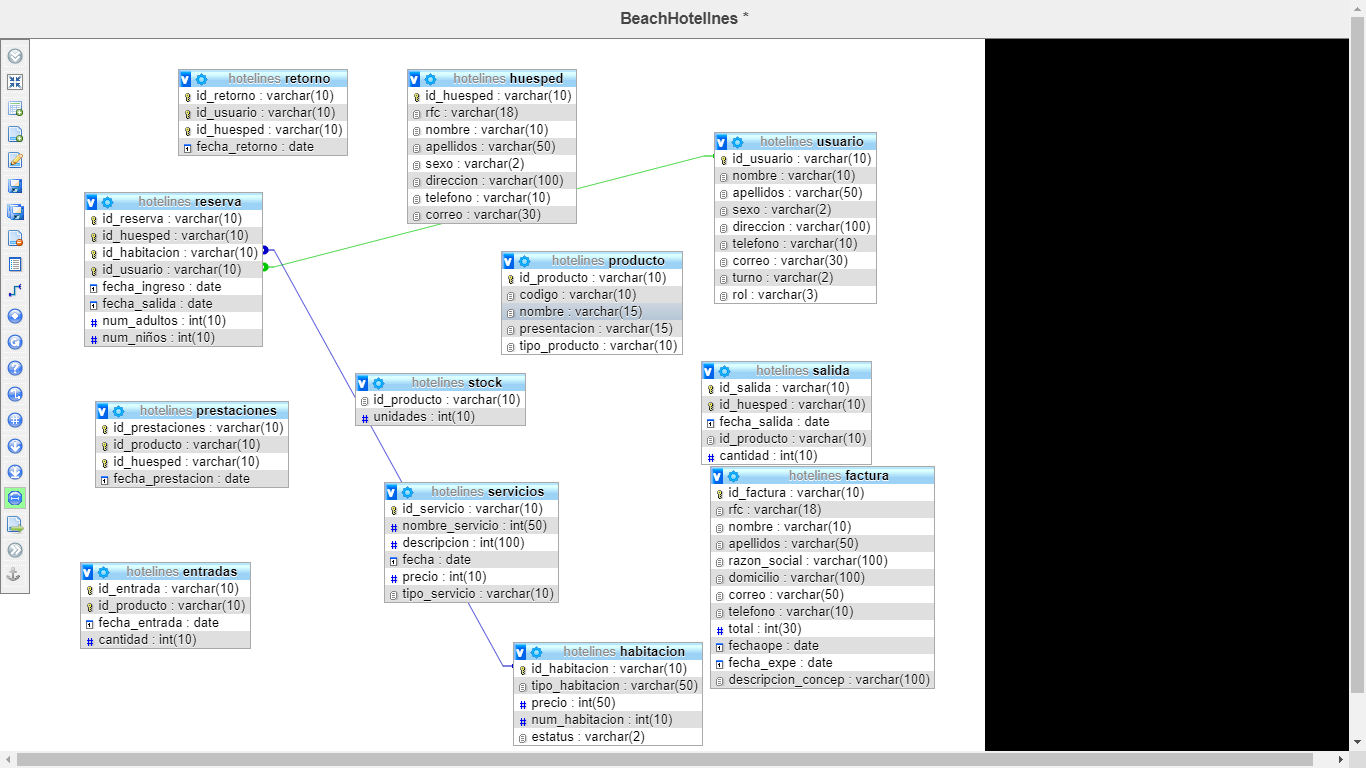 BeachHotelInes *
hotelines retorno
id_retorno : varchar(10)
id_usuario : varchar(10)
id_huesped : varchar(10)
fecha_retorno : date
hotelines huesped
id_huesped : varchar(10)
rfc : varchar(18)
nombre : varchar(10)
apellidos : varchar(50)
sexo : varchar(2)
direccion : varchar(100)
telefono : varchar(10)
correo : varchar(30)
hotelines usuario
id_usuario : varchar(10)
nombre : varchar(10)
apellidos : varchar(50)
sexo : varchar(2)
direccion : varchar(100)
telefono : varchar(10)
correo : varchar(30)
turno : varchar(2)
rol : varchar(3)
hotelines reserva
id_reserva : varchar(10)
id_huesped : varchar(10)
id_habitacion : varchar(10)
id_usuario : varchar(10)
fecha_ingreso : date
fecha_salida : date
num_adultos : int(10)
num_niños : int(10)
hotelines producto
id_producto : varchar(10)
codigo : varchar(10)
nombre : varchar(15)
presentacion : varchar(15)
tipo_producto : varchar(10)
hotelines stock
id_producto : varchar(10)
unidades : int(10)
hotelines salida
id_salida : varchar(10)
id_huesped : varchar(10)
fecha_salida : date
id_producto : varchar(10)
cantidad : int(10)
hotelines prestaciones
id_prestaciones : varchar(10)
id_producto : varchar(10)
id_huesped : varchar(10)
fecha_prestacion : date
hotelines servicios
id_servicio : varchar(10)
nombre_servicio : int(50)
descripcion : int(100)
fecha : date
precio : int(10)
tipo_servicio : varchar(10)
hotelines factura
id_factura : varchar(10)
rfc : varchar(18)
nombre : varchar(10)
apellidos : varchar(50)
razon_social : varchar(100)
domicilio : varchar(100)
correo : varchar(50)
telefono : varchar(10)
total : int(30)
fechaope : date
fecha_expe : date
descripcion_concep : varchar(100)
hotelines entradas
id_entrada : varchar(10)
id_producto : varchar(10)
fecha_entrada : date
cantidad : int(10)
hotelines habitacion
id_habitacion : varchar(10)
tipo_habitacion : varchar(50)
precio : int(50)
num_habitacion : int(10)
estatus : varchar(2)